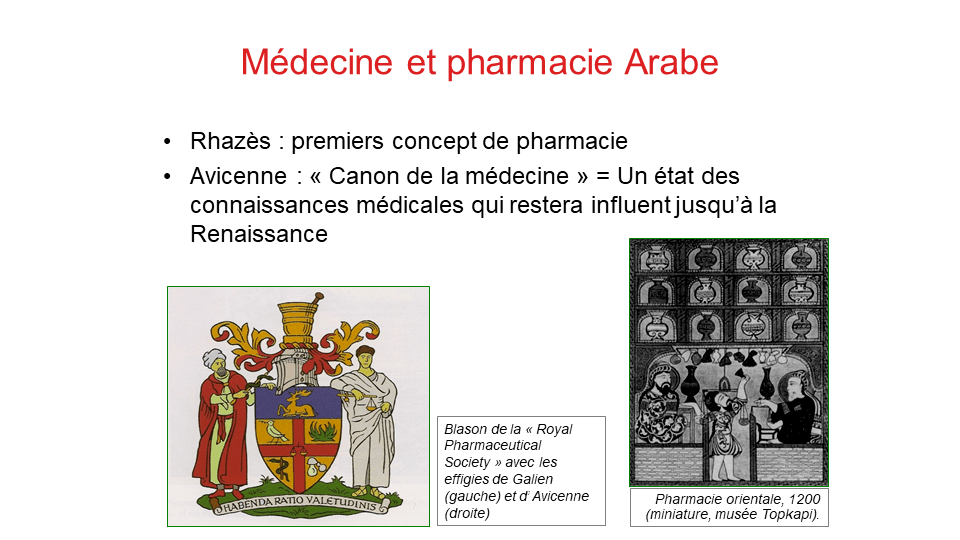 Médecine et pharmacie Arabe
• Rhazès : premiers concept de pharmacie
• Avicenne : « Canon de la médecine » = Un état des
connaissances médicales qui restera influent jusqu’à la
Renaissance
HABENDA RATIO VALETUDINIS
Blason de la « Royal
Pharmaceutical
Society » avec les
effigies de Galien
(gauche) et d’ Avicenne
(droite)
Pharmacie orientale, 1200
(miniature, musée Topkapi).